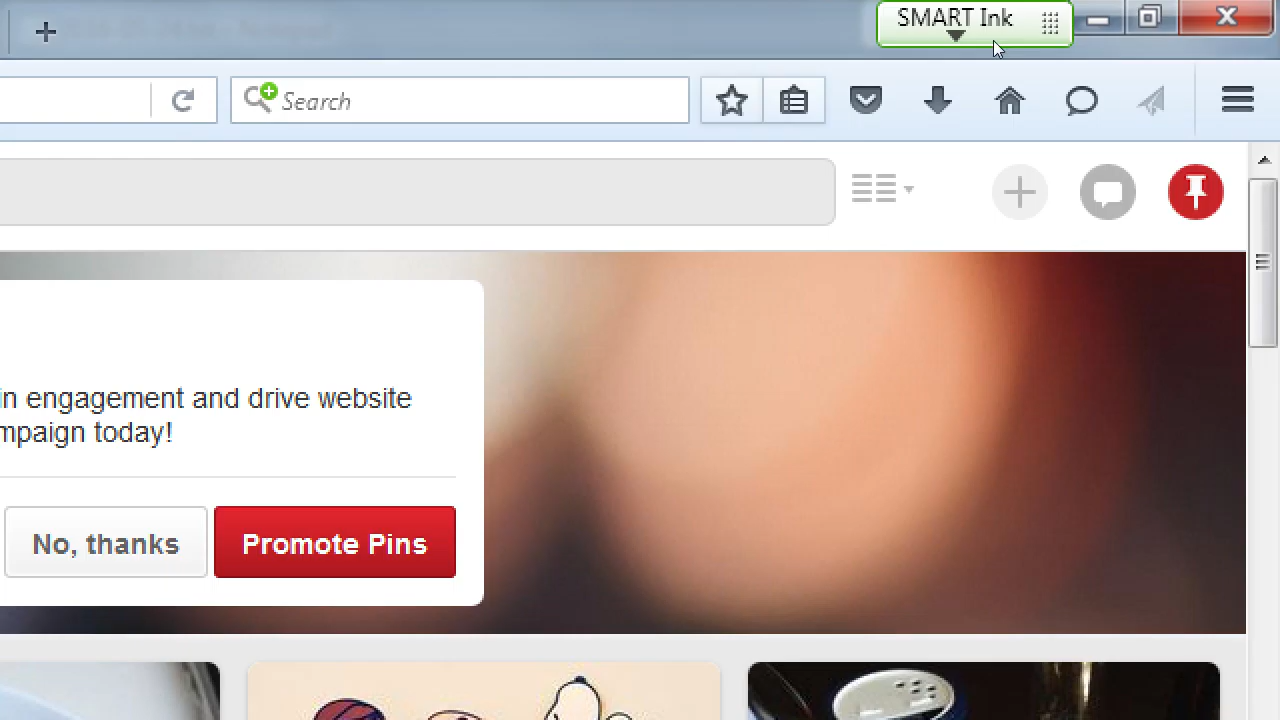 SMART Ink
Search
in engagement and drive website
mpaign today!
No, thanks
Promote Pins